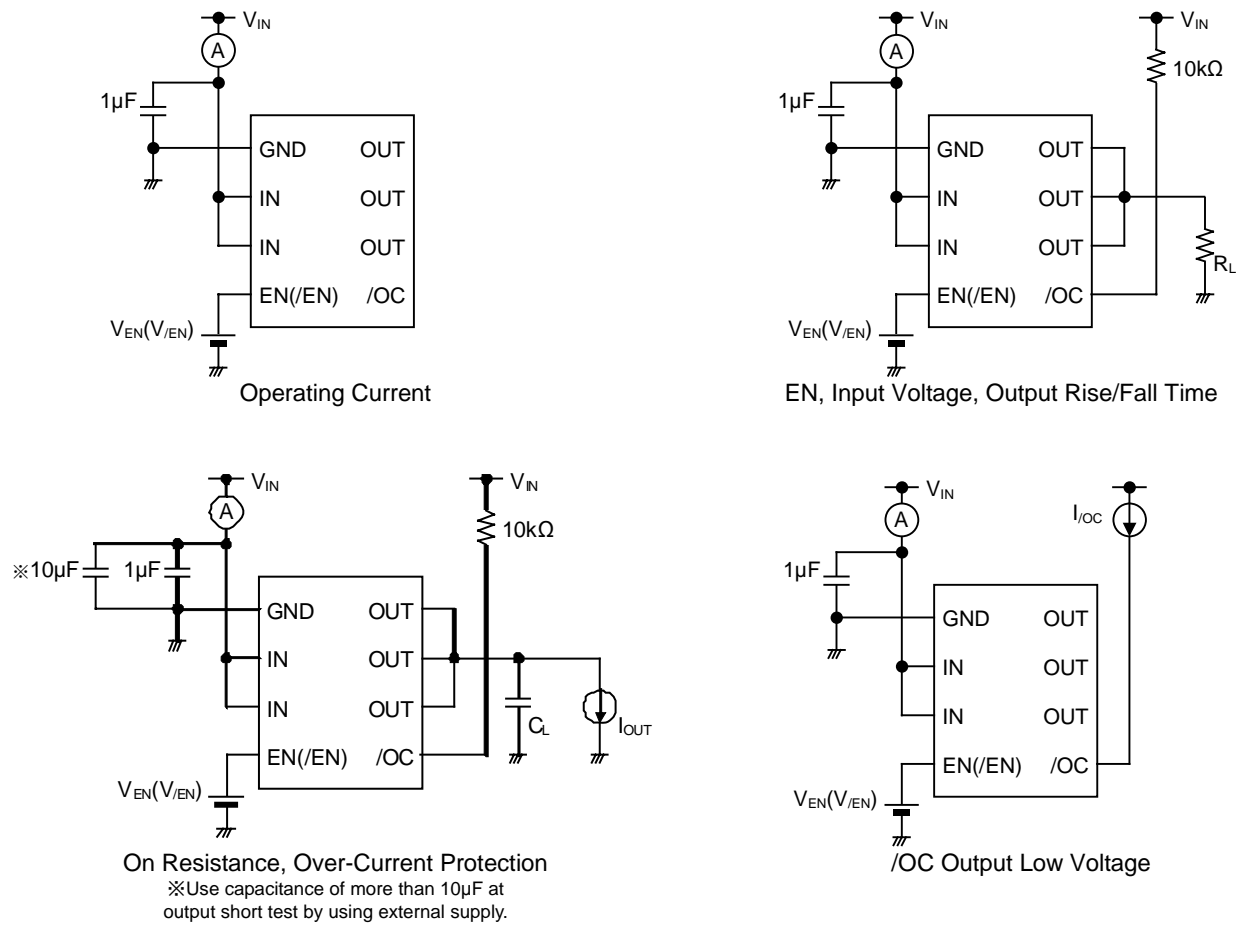 VIN
A
1µF
GND OUT
IN OUT
IN OUT
EN(/EN) /OC
VEN(V/EN)
Operating Current
VIN VIN
A
10kΩ
1µF
GND OUT
IN OUT
IN OUT
RL
EN(/EN) /OC
VEN(V/EN)
EN, Input Voltage, Output Rise/Fall Time
VIN VIN
A
10kΩ
※10µF 1µF
GND OUT
IN OUT
IN OUT
CL IOUT
EN(/EN) /OC
VEN(V/EN)
On Resistance, Over-Current Protection
※Use capacitance of more than 10µF at
output short test by using external supply.
VIN
I/OC
A
1µF
GND OUT
IN OUT
IN OUT
EN(/EN) /OC
VEN(V/EN)
/OC Output Low Voltage